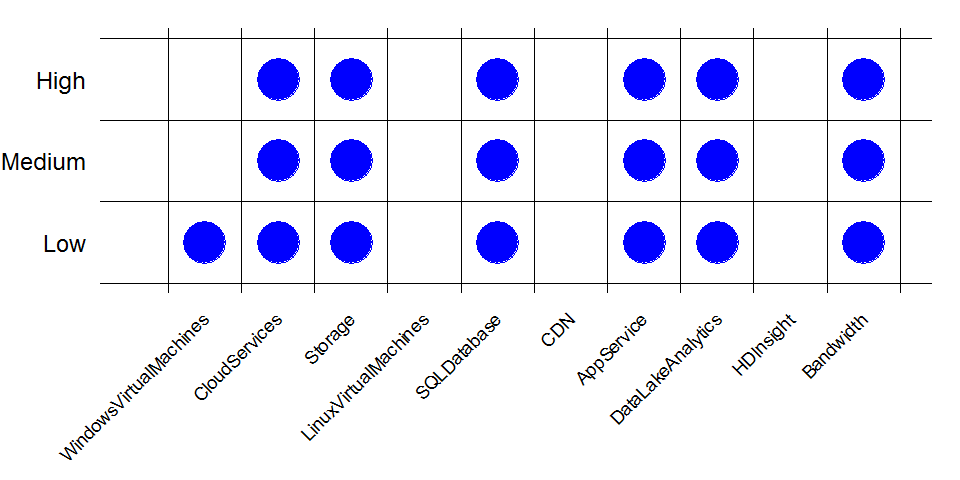 High
Medium
Low
WindowsVirtualMachines
CloudServices
Storage
LinuxVirtualMachines
SQLDatabase
CDN
AppService
DataLakeAnalytics
HDInsight
Bandwidth